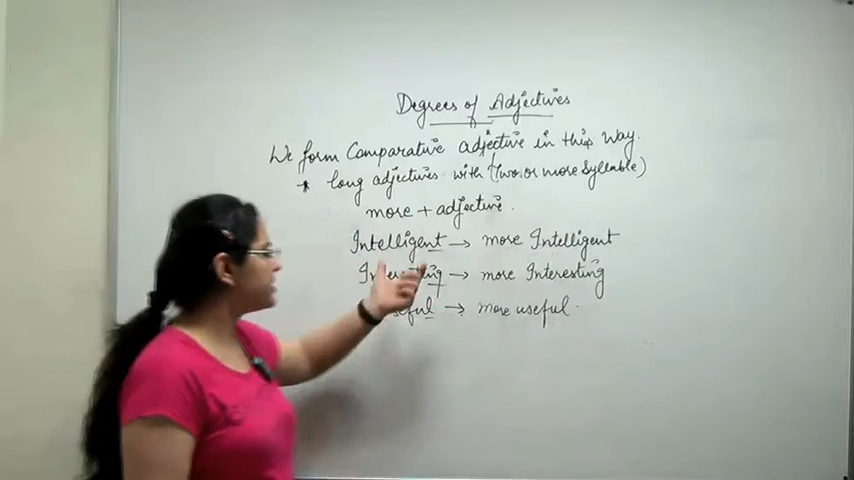 Degrees of Adjectives
We form Comparative adjective in this way.
* long adjectives with (two or more syllable)
more + adjective.
Intelligent → more Intelligent
→ more Interesting
→ more useful.